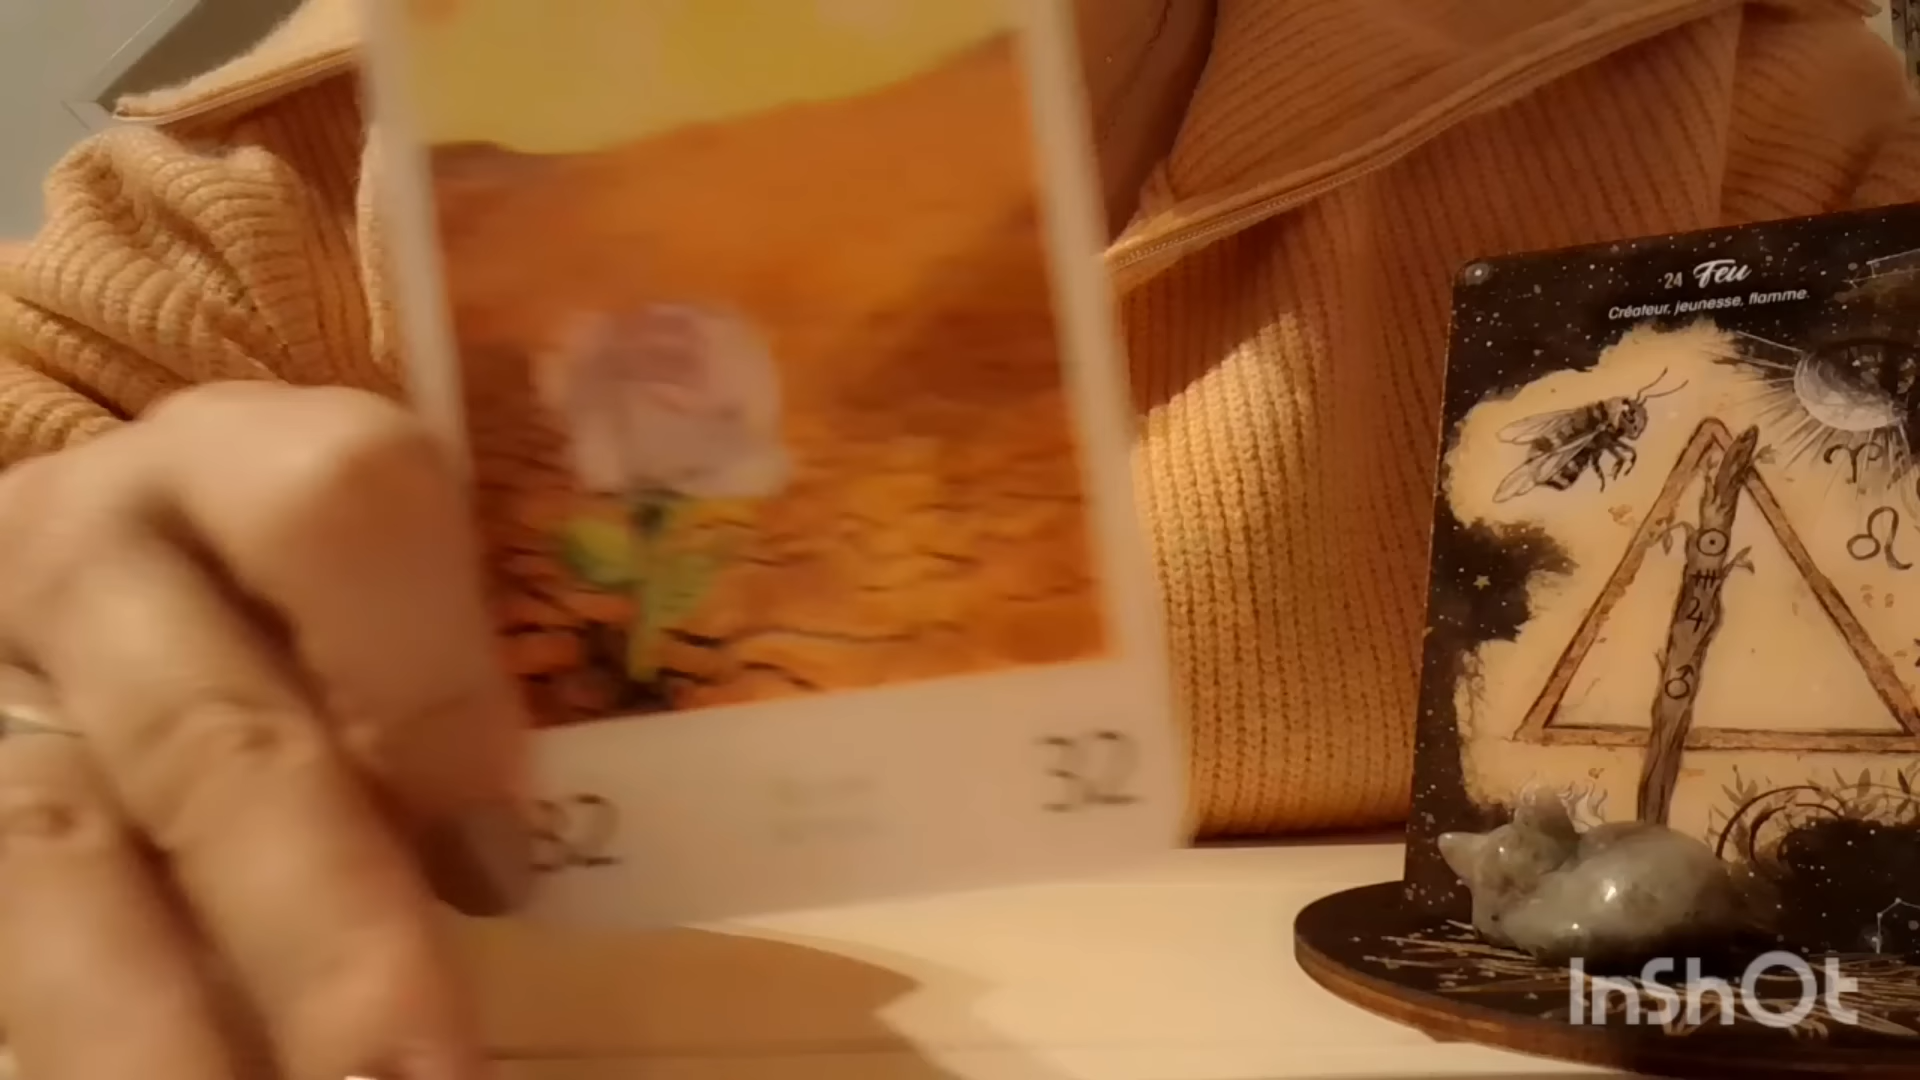 24 Feu
Créateur, jeunesse, flamme.
32
32
InShOt